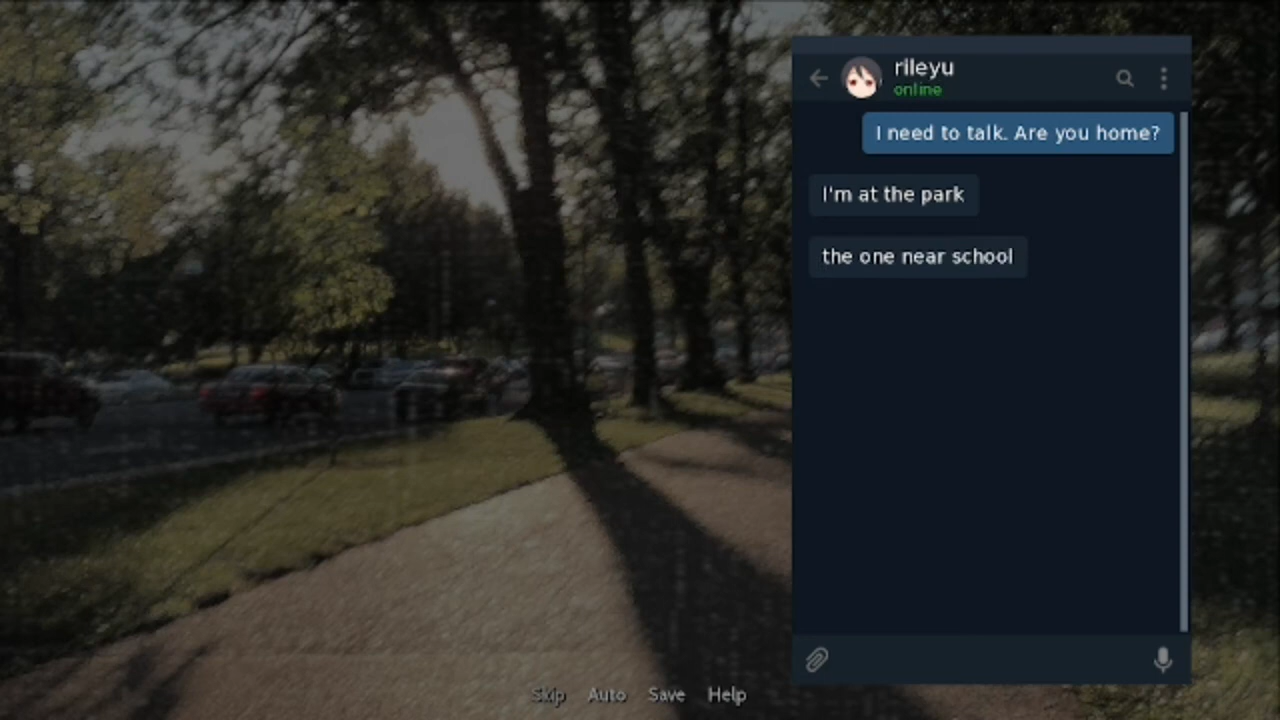 rileyu
online
I need to talk. Are you home?
I'm at the park
the one near school
Skip Auto Save Help